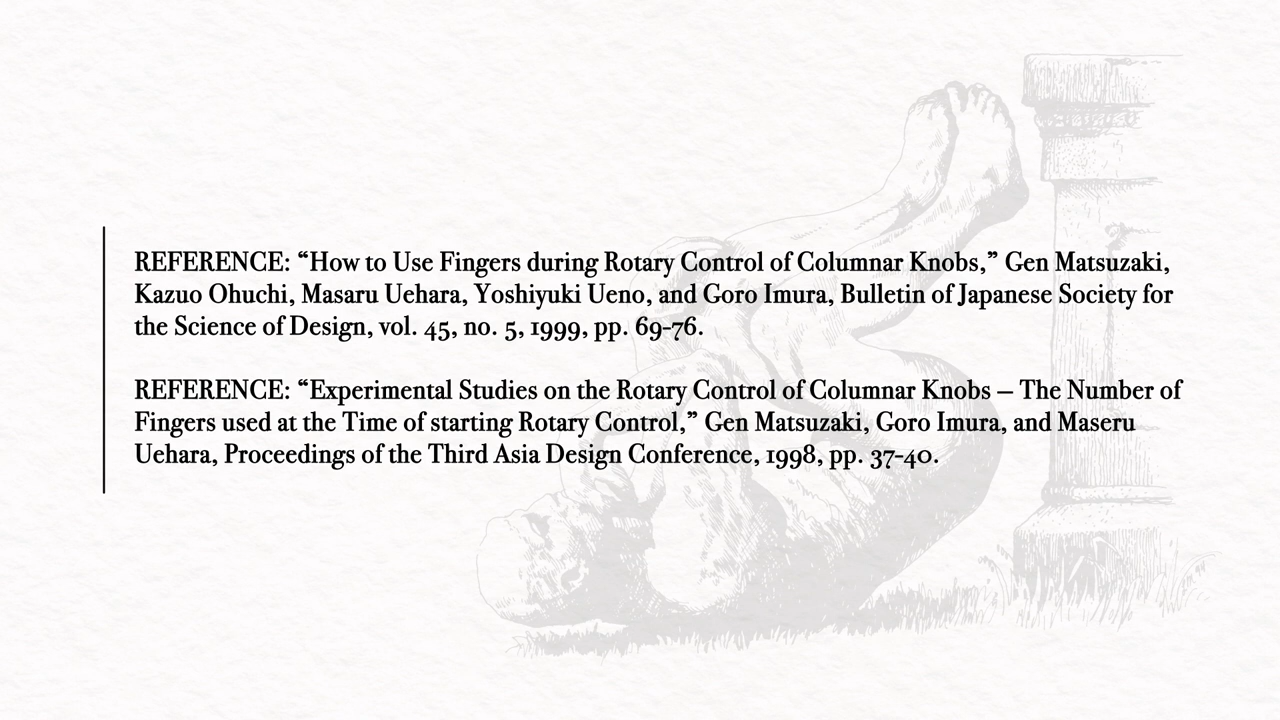 REFERENCE: “How to Use Fingers during Rotary Control of Columnar Knobs,” Gen Matsuzaki,
Kazuo Ohuchi, Masaru Uehara, Yoshiyuki Ueno, and Goro Imura, Bulletin of Japanese Society for
the Science of Design, vol. 45, no. 5, 1999, pp. 69-76.
REFERENCE: “Experimental Studies on the Rotary Control of Columnar Knobs – The Number of
Fingers used at the Time of starting Rotary Control,” Gen Matsuzaki, Goro Imura, and Maseru
Uehara, Proceedings of the Third Asia Design Conference, 1998, pp. 37-40.